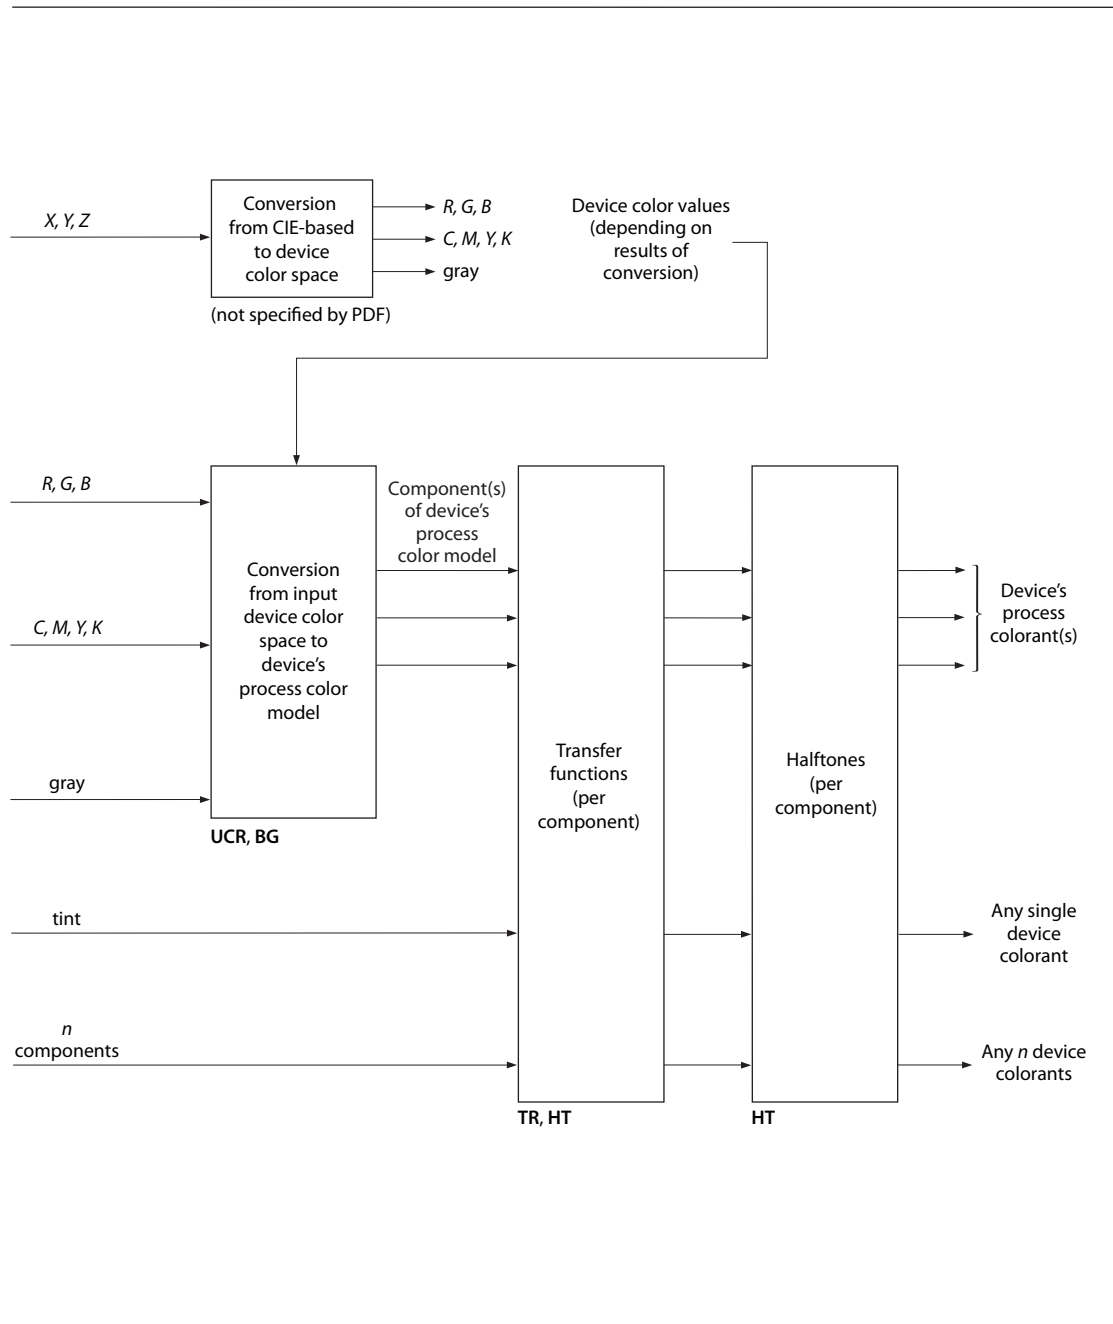 X, Y, Z
Conversion
from CIE-based
to device
color space
(not specified by PDF)
R, G, B
C, M, Y, K
gray
Device color values
(depending on
results of
conversion)
R, G, B
C, M, Y, K
gray
Conversion
from input
device color
space to
device’s
process color
model
UCR, BG
Component(s)
of device’s
process
color model
Transfer
functions
(per
component)
TR, HT
Halftones
(per
component)
HT
Device’s
process
colorant(s)
tint
Any single
device
colorant
n
components
Any n device
colorants